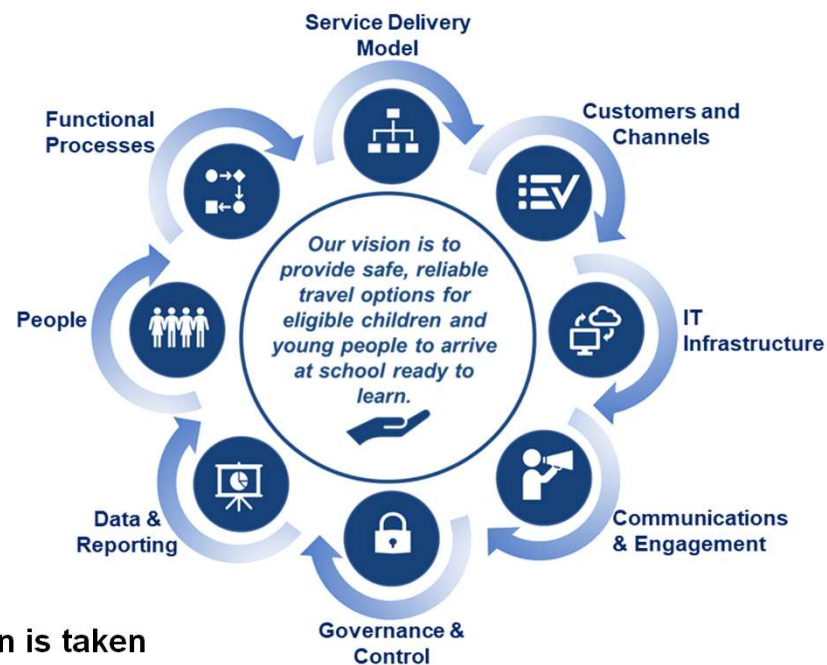 Service Delivery
Model
Customers and
Channels
IT
Infrastructure
Communications
& Engagement
Governance &
Control
Data &
Reporting
People
Functional
Processes
Our vision is to
provide safe, reliable
travel options for
eligible children and
young people to arrive
at school ready to
learn.
n is taken